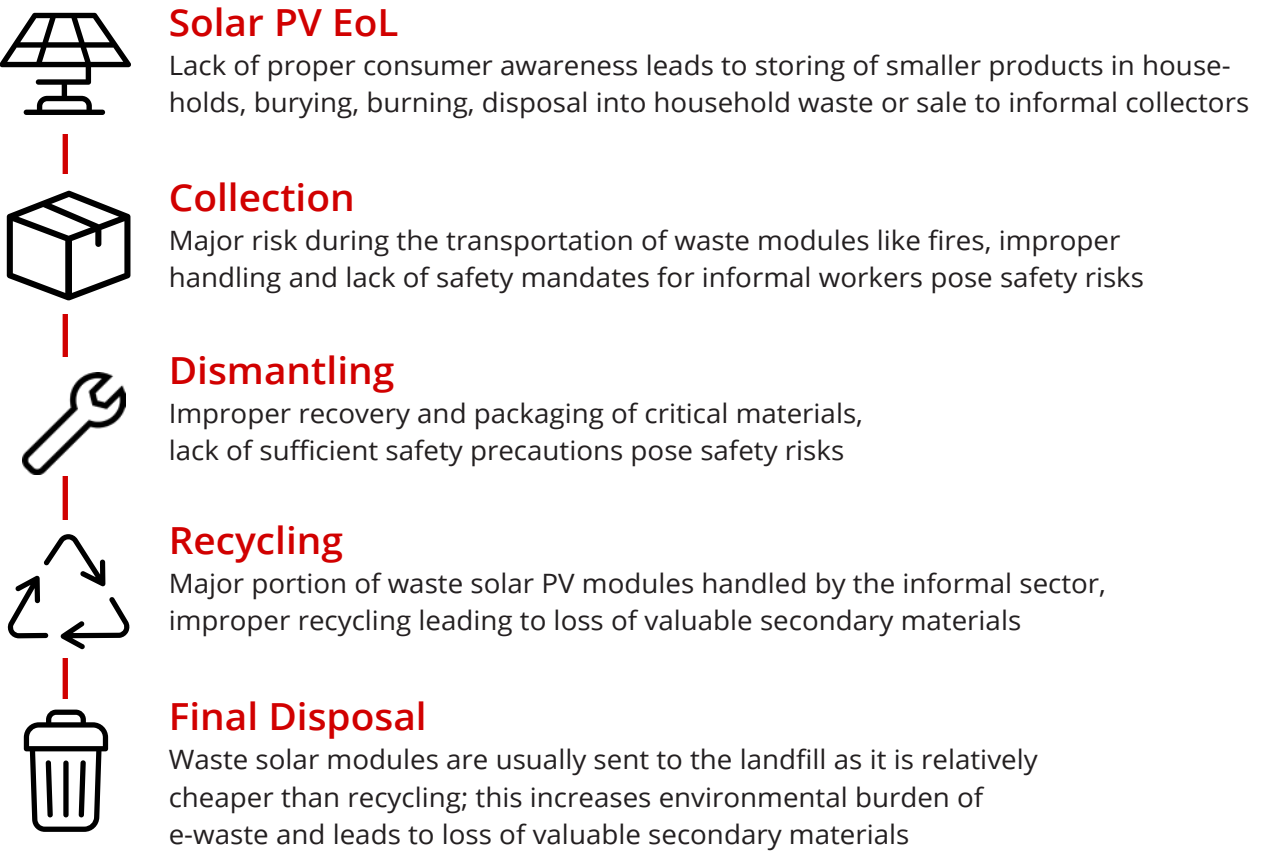 Solar PV EoL
Lack of proper consumer awareness leads to storing of smaller products in house-
holds, burying, burning, disposal into household waste or sale to informal collectors
Collection
Major risk during the transportation of waste modules like fires, improper
handling and lack of safety mandates for informal workers pose safety risks
Dismantling
Improper recovery and packaging of critical materials,
lack of sufficient safety precautions pose safety risks
Recycling
Major portion of waste solar PV modules handled by the informal sector,
improper recycling leading to loss of valuable secondary materials
Final Disposal
Waste solar modules are usually sent to the landfill as it is relatively
cheaper than recycling; this increases environmental burden of
e-waste and leads to loss of valuable secondary materials